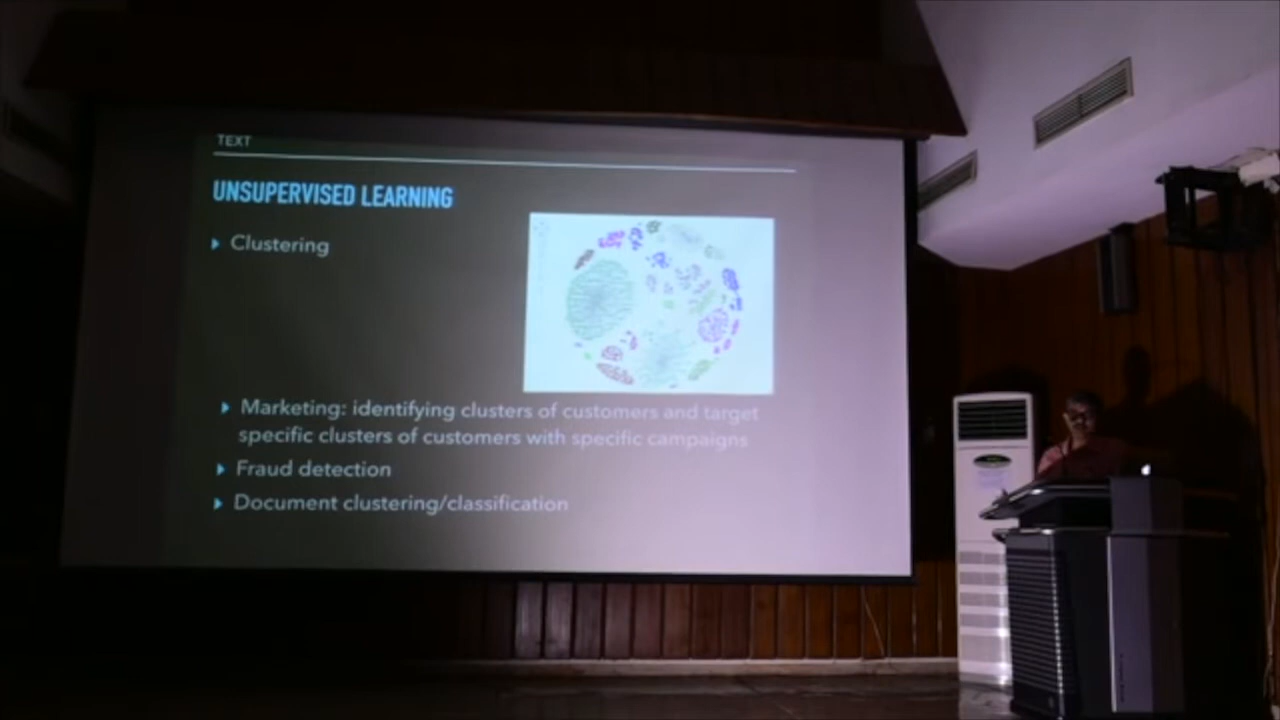 TEXT
UNSUPERVISED LEARNING
Clustering
Marketing: identifying clusters of customers and target
specific clusters of customers with specific campaigns
Fraud detection
Document clustering/classification